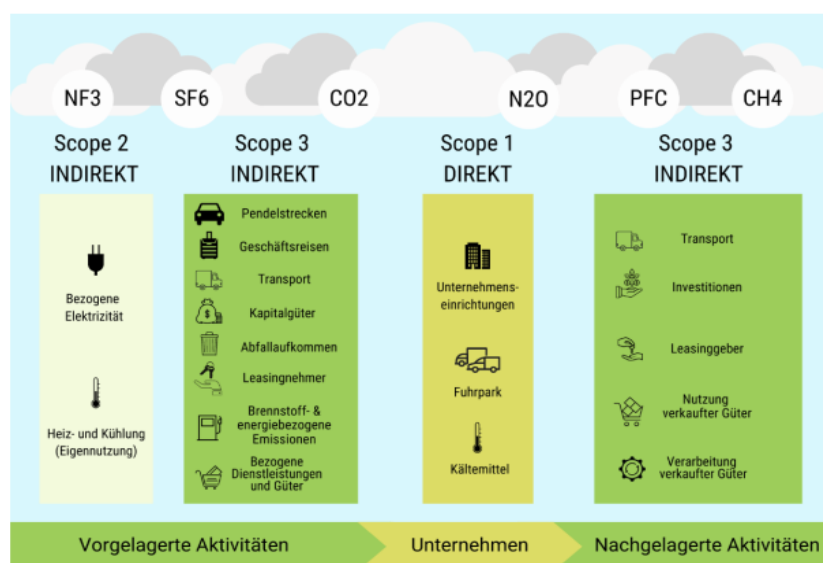 NF3
SF6
CO2
N2O
PFC
CH4
Scope 2
INDIREKT
Bezogene
Elektrizität
Heiz- und Kühlung
(Eigennutzung)
Scope 3
INDIREKT
Pendelstrecken
Geschäftsreisen
Transport
Kapitalgüter
$
Abfallaufkommen
Leasingnehmer
Brennstoff- &
energiebezogene
Emissionen
Bezogene
Dienstleistungen
und Güter
Scope 1
DIREKT
Unternehmens-
einrichtungen
Fuhrpark
Kältemittel
Scope 3
INDIREKT
Transport
Investitionen
Leasinggeber
Nutzung
verkaufter Güter
Verarbeitung
verkaufter Güter
Vorgelagerte Aktivitäten
Unternehmen
Nachgelagerte Aktivitäten